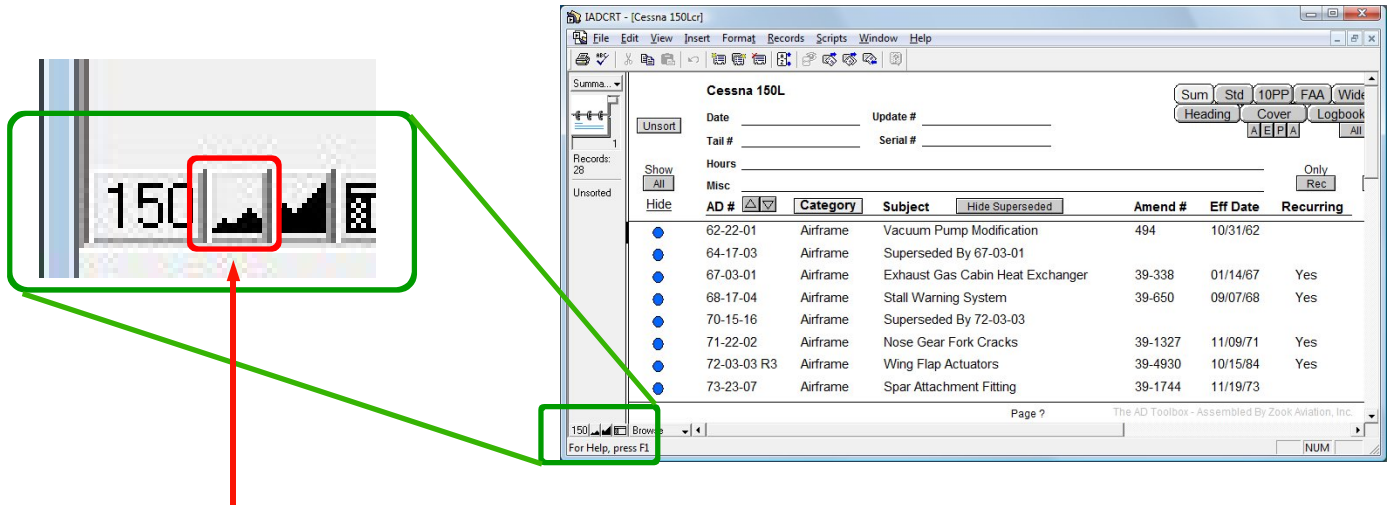 IADCRT - [Cessna 150Lcr]
File Edit View Insert Format Records Scripts Window Help
ABC
Summa...
Cessna 150L
Sum Std 10PP FAA Wide
Heading Cover Logbook
A E P A All
Unsort
Date Update #
1
Tail # Serial #
Records:
28
Show
Hours
Only
All
Misc
Rec
Unsorted
Hide
AD # Category Subject Hide Superseded Amend # Eff Date Recurring
62-22-01 Airframe Vacuum Pump Modification 494 10/31/62
64-17-03 Airframe Superseded By 67-03-01
67-03-01 Airframe Exhaust Gas Cabin Heat Exchanger 39-338 01/14/67 Yes
68-17-04 Airframe Stall Warning System 39-650 09/07/68 Yes
70-15-16 Airframe Superseded By 72-03-03
71-22-02 Airframe Nose Gear Fork Cracks 39-1327 11/09/71 Yes
72-03-03 R3 Airframe Wing Flap Actuators 39-4930 10/15/84 Yes
73-23-07 Airframe Spar Attachment Fitting 39-1744 11/19/73
Page ? The AD Toolbox - Assembled By Zook Aviation, Inc.
150 Browse
For Help, press F1 NUM
150